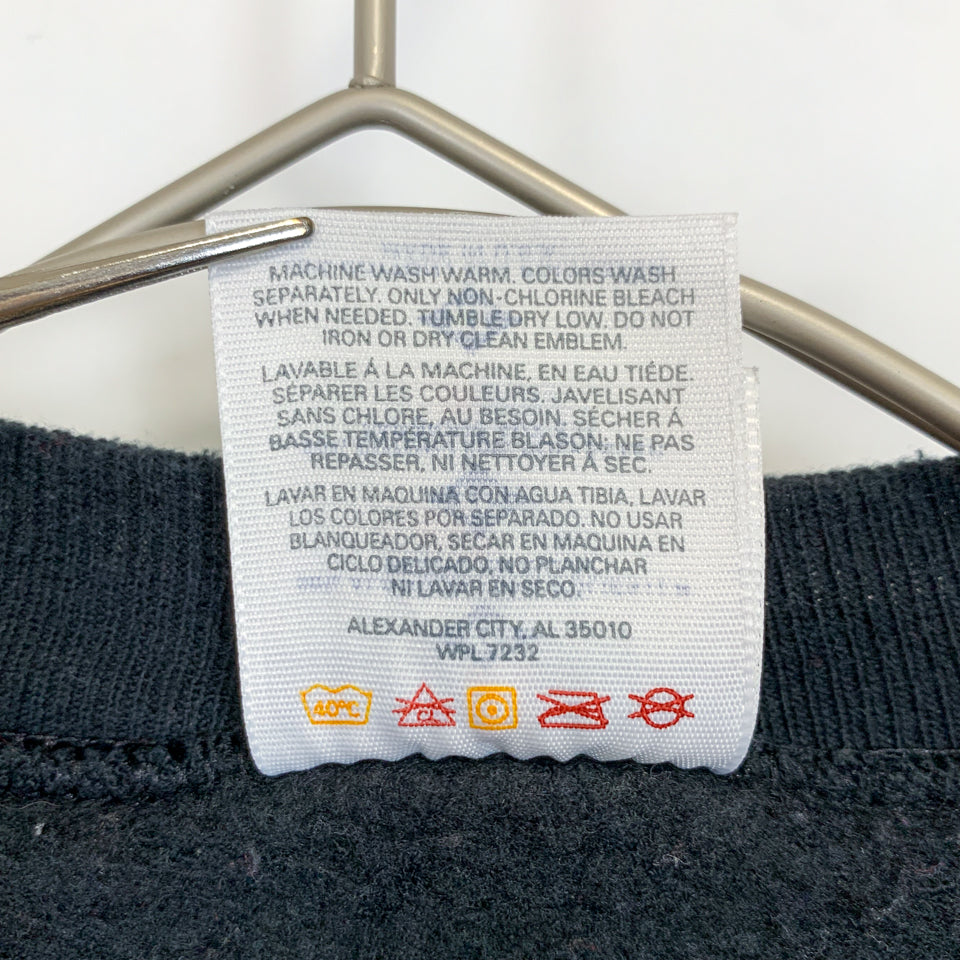 MACHINE WASH WARM. COLORS WASH
SEPARATELY. ONLY NON-CHLORINE BLEACH
WHEN NEEDED. TUMBLE DRY LOW. DO NOT
IRON OR DRY CLEAN EMBLEM.
LAVABLE Á LA MACHINE, EN EAU TIÉDE.
SÉPARER LES COULEURS. JAVELISANT
SANS CHLORE, AU BESOIN. SÉCHER Á
BASSE TEMPÉRATURE BLASON: NE PAS
REPASSER, NI NETTOYER Á SEC.
LAVAR EN MAQUINA CON AGUA TIBIA, LAVAR
LOS COLORES POR SEPARADO. NO USAR
BLANQUEADOR, SECAR EN MAQUINA EN
CICLO DELICADO, NO PLANCHAR
NI LAVAR EN SECO.
ALEXANDER CITY, AL 35010
WPL 7232
40°C CL